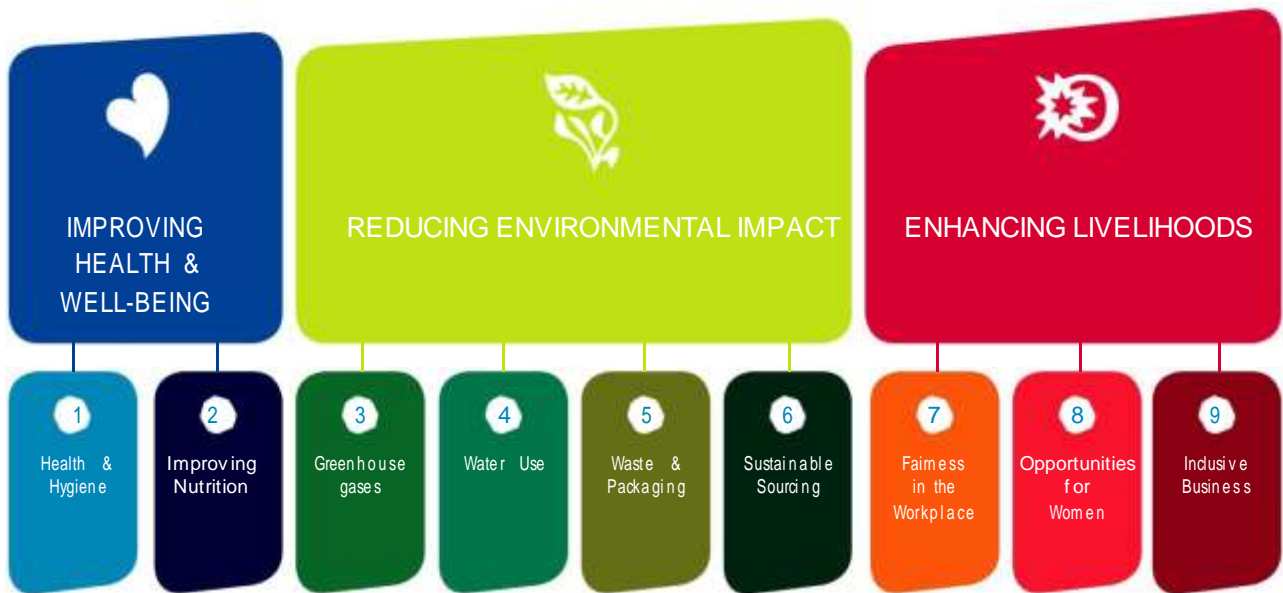 IMPROVING
HEALTH &
WELL-BEING
REDUCING ENVIRONMENTAL IMPACT
ENHANCING LIVELIHOODS
1
Health &
Hygiene
2
Improving
Nutrition
3
Greenhouse
gases
4
Water Use
5
Waste &
Packaging
6
Sustainable
Sourcing
7
Fairness
in the
Workplace
8
Opportunities
for
Women
9
Inclusive
Business